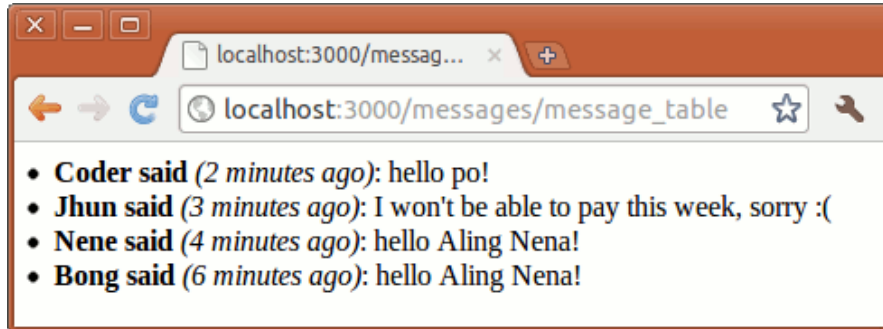 localhost:3000/messag...
localhost:3000/messages/message_table
• Coder said (2 minutes ago): hello po!
• Jhun said (3 minutes ago): I won't be able to pay this week, sorry :(
• Nene said (4 minutes ago): hello Aling Nena!
• Bong said (6 minutes ago): hello Aling Nena!